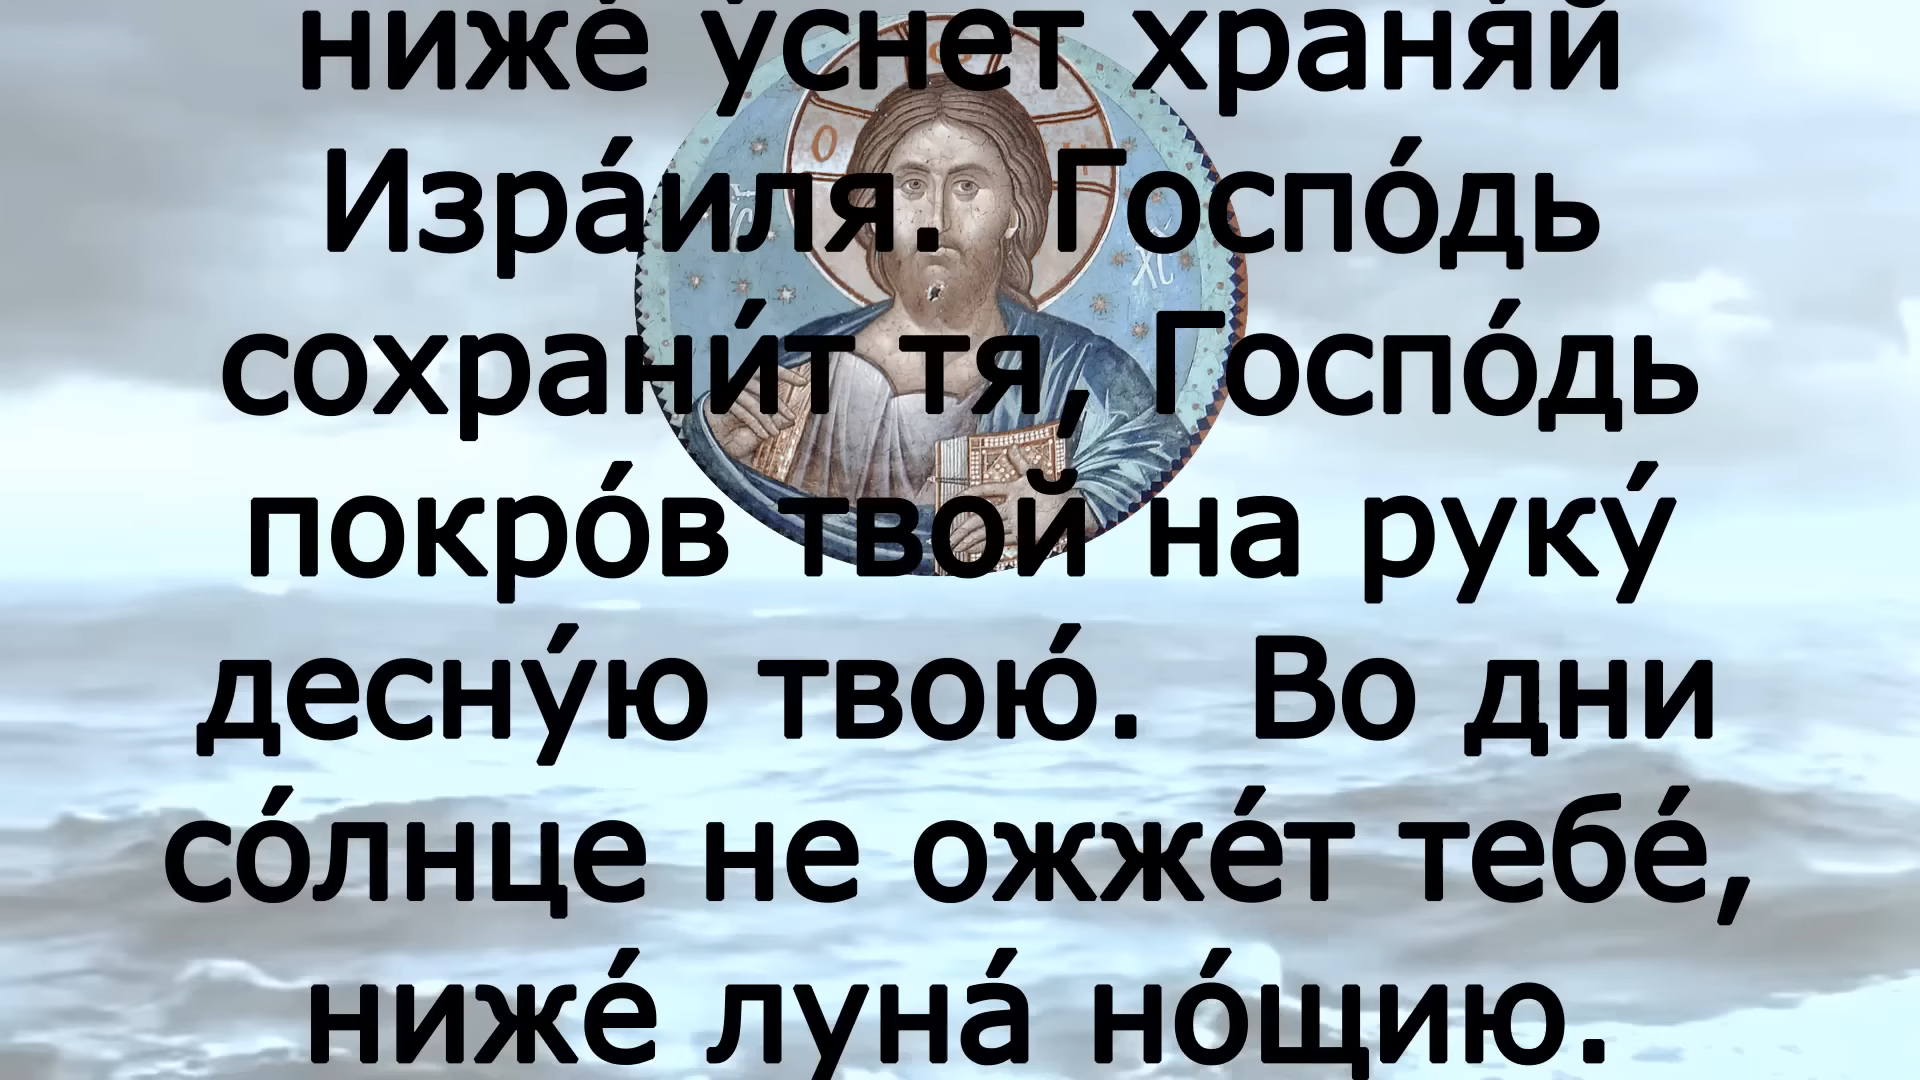 ниже́ у́снет храня́й
Изра́иля.  Госпо́дь
сохрани́т тя, Госпо́дь
покро́в твой на руку́
десну́ю твою́.  Во дни
со́лнце не ожже́т тебе́,
ниже́ луна́ но́щию.